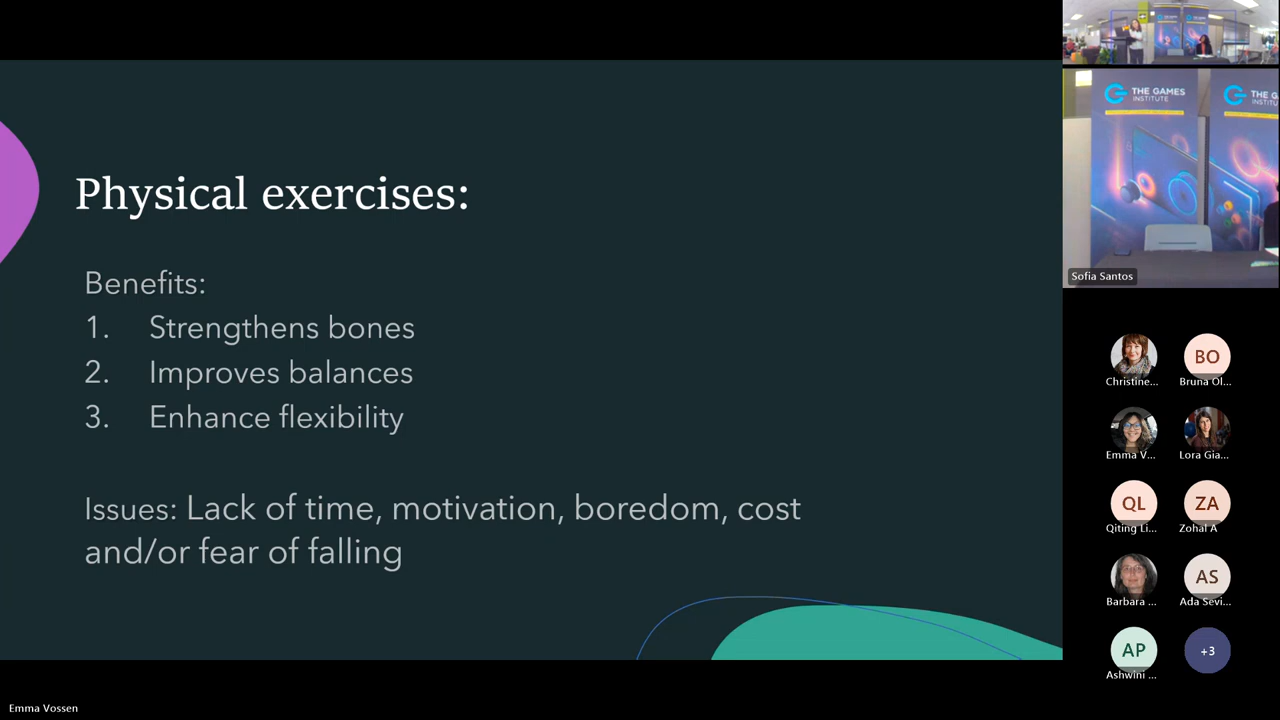 Physical exercises:
Benefits:
1. Strengthens bones
2. Improves balances
3. Enhance flexibility
Issues: Lack of time, motivation, boredom, cost
and/or fear of falling
THE GAMES
INSTITUTE
THE G
INSTIT
Sofia Santos
Christine...
BO
Bruna Ol...
Emma V...
Lora Gia...
QL
Qiting Li...
ZA
Zohal A
Barbara ...
AS
Ada Sevi...
AP
Ashwini ...
+3
Emma Vossen